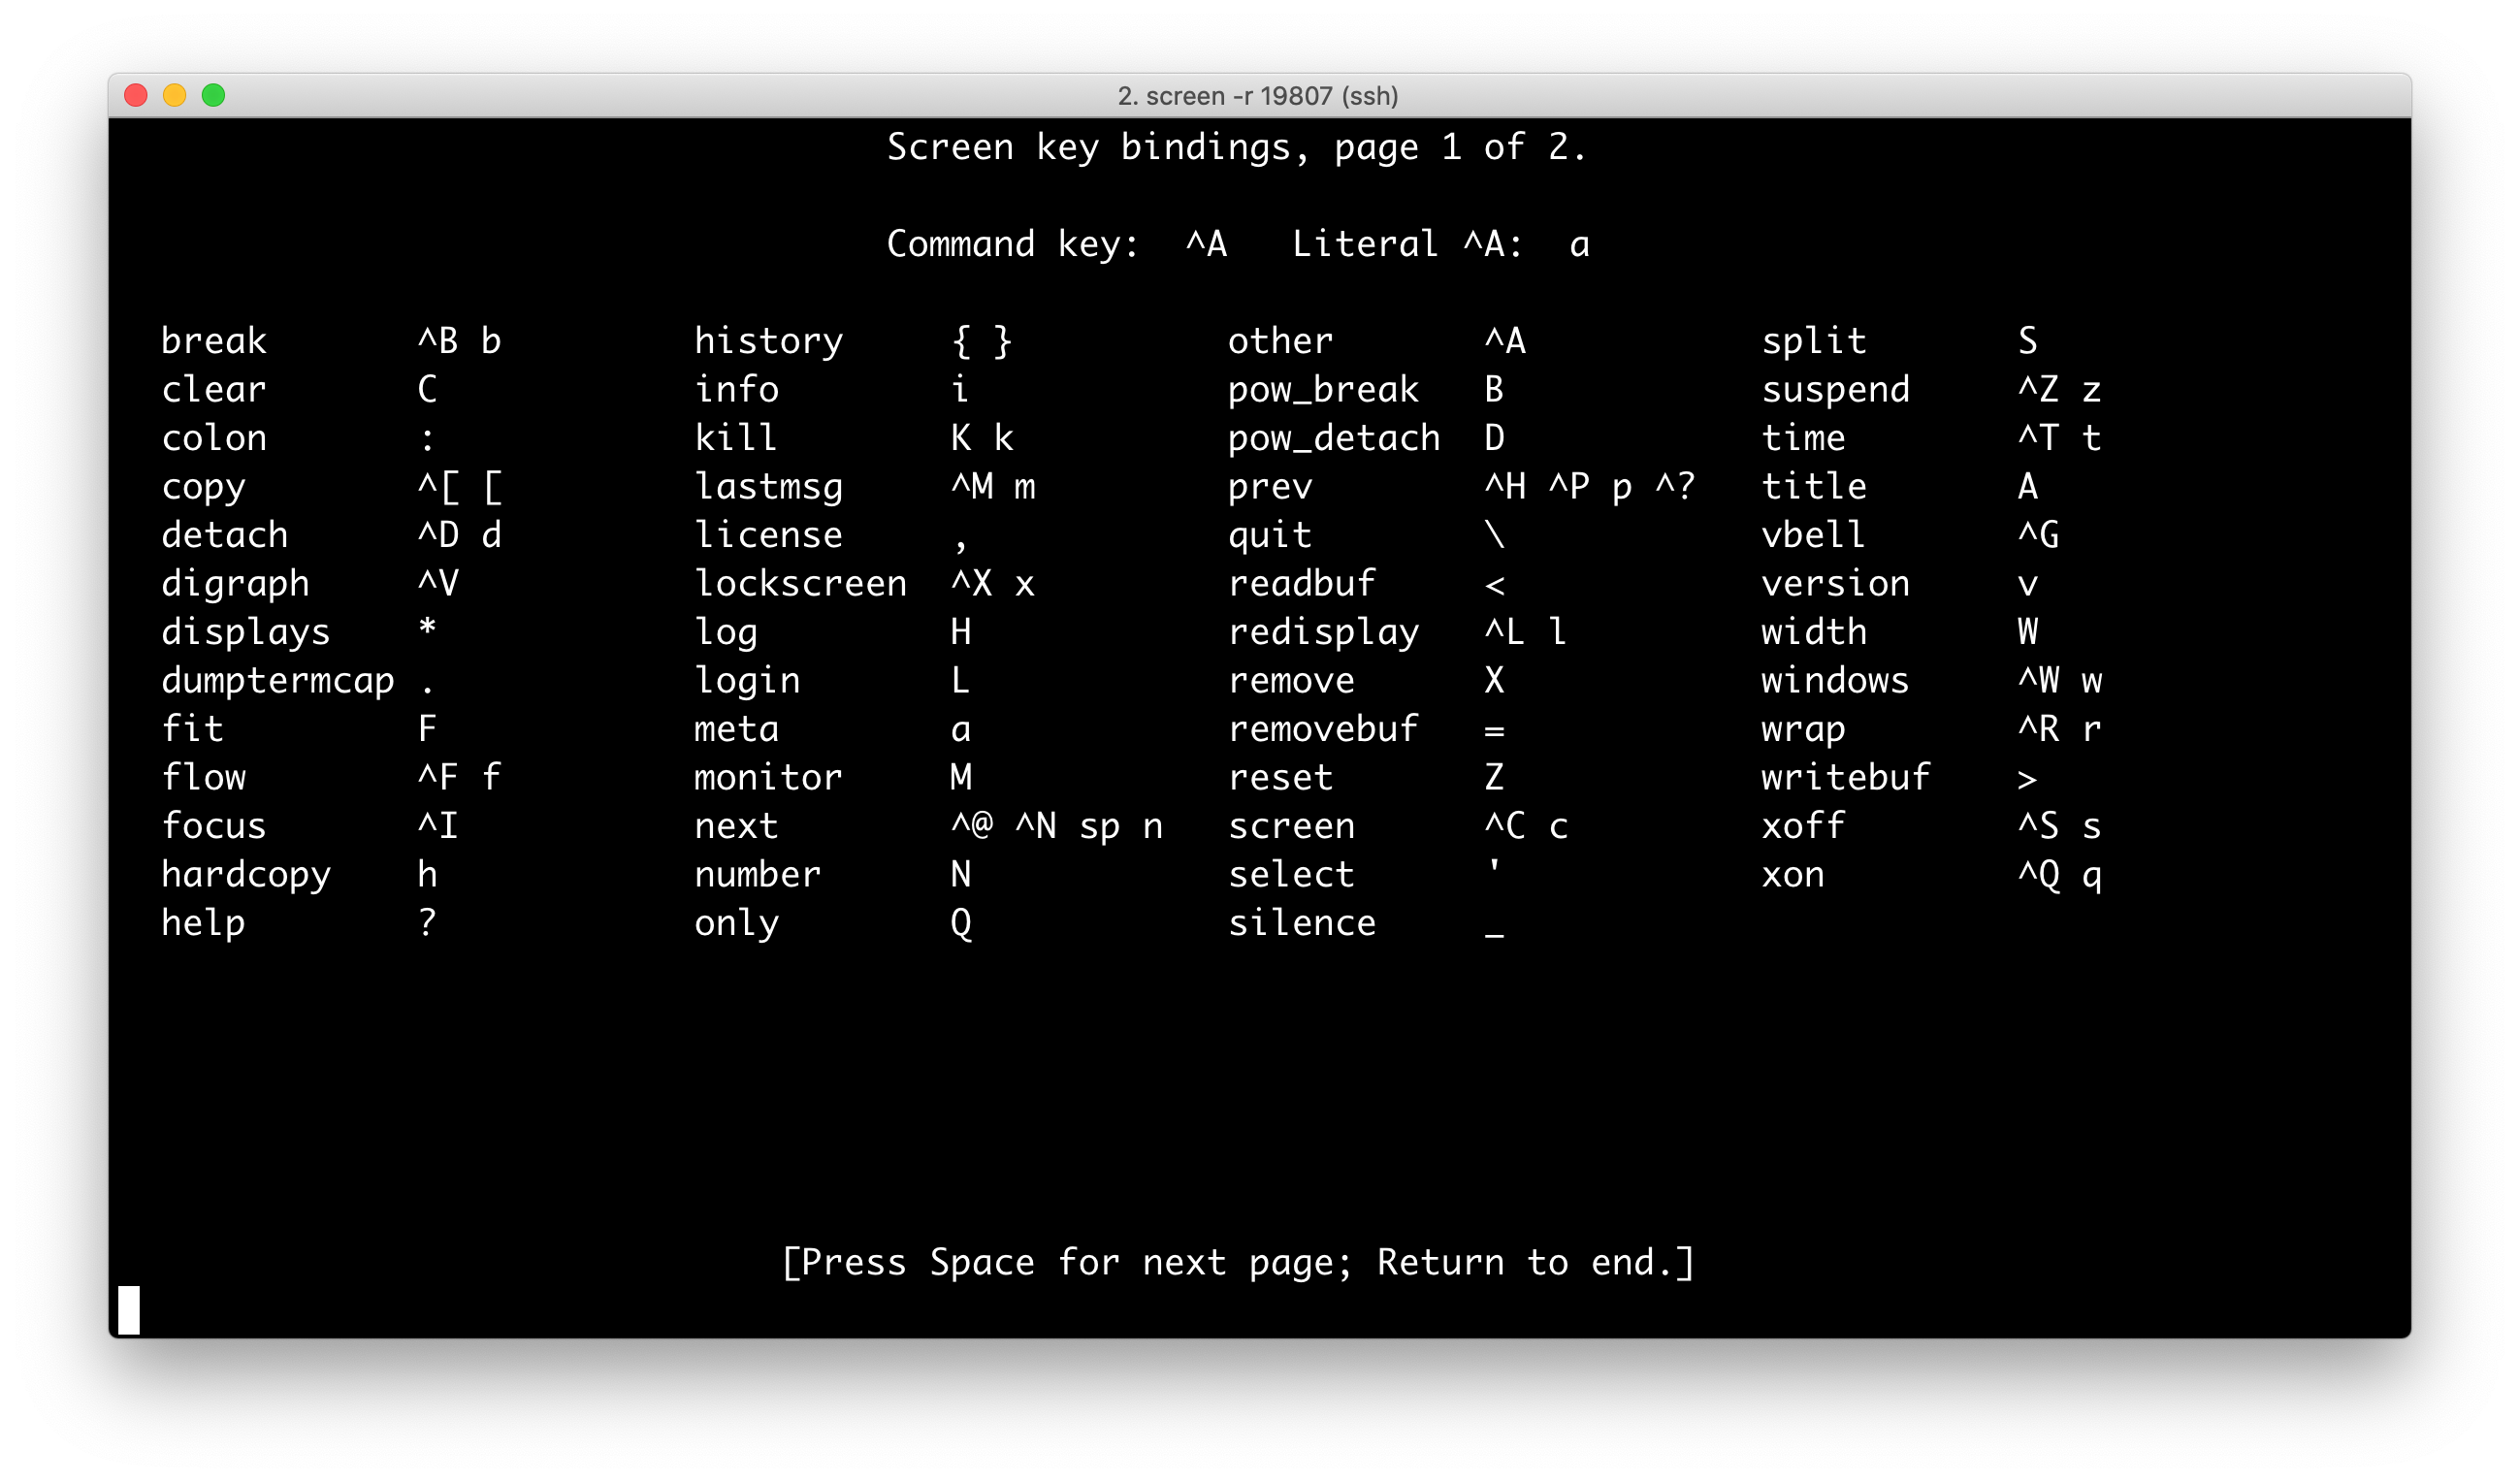 2. screen -r 19807 (ssh)
Screen key bindings, page 1 of 2.
Command key:  ^A   Literal ^A:  a
break       ^B b         history     { }          other       ^A           split       S
clear       C            info        i            pow_break   B            suspend     ^Z z
colon       :            kill        K k          pow_detach  D            time        ^T t
copy        ^[ [         lastmsg     ^M m         prev        ^H ^P p ^?   title       A
detach      ^D d         license     ,            quit        \            vbell       ^G
digraph     ^V           lockscreen  ^X x         readbuf     <            version     v
displays    *            log         H            redisplay   ^L l         width       W
dumptermcap .            login       L            remove      X            windows     ^W w
fit         F            meta        a            removebuf   =            wrap        ^R r
flow        ^F f         monitor     M            reset       Z            writebuf    >
focus       ^I           next        ^@ ^N sp n   screen      ^C c         xoff        ^S s
hardcopy    h            number      N            select      '            xon         ^Q q
help        ?            only        Q            silence     _
[Press Space for next page; Return to end.]